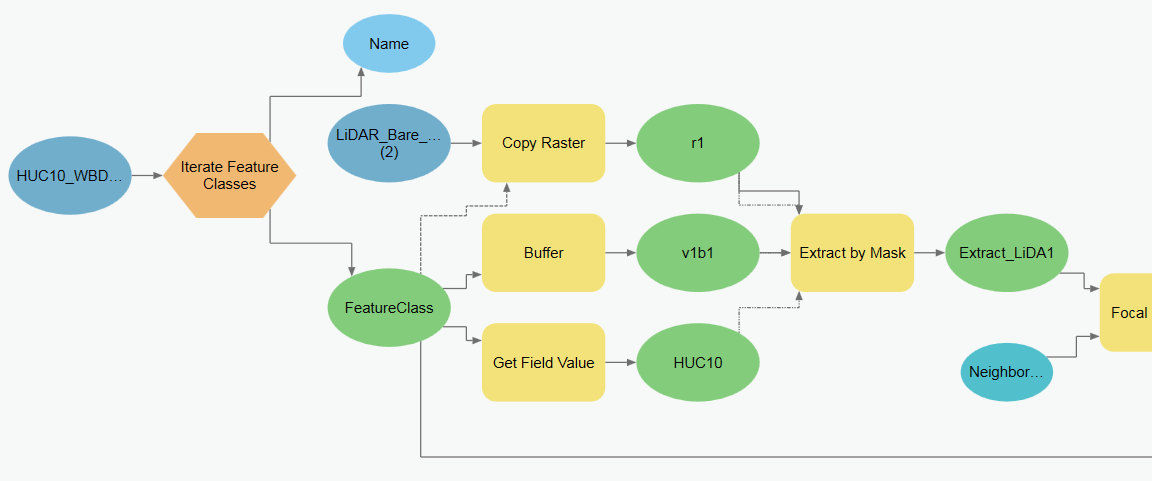 Name
LiDAR_Bare_...
(2)
Copy Raster
r1
HUC10_WBD...
Iterate Feature
Classes
Buffer
v1b1
Extract by Mask
Extract_LiDA1
FeatureClass
Focal
Get Field Value
HUC10
Neighbor...